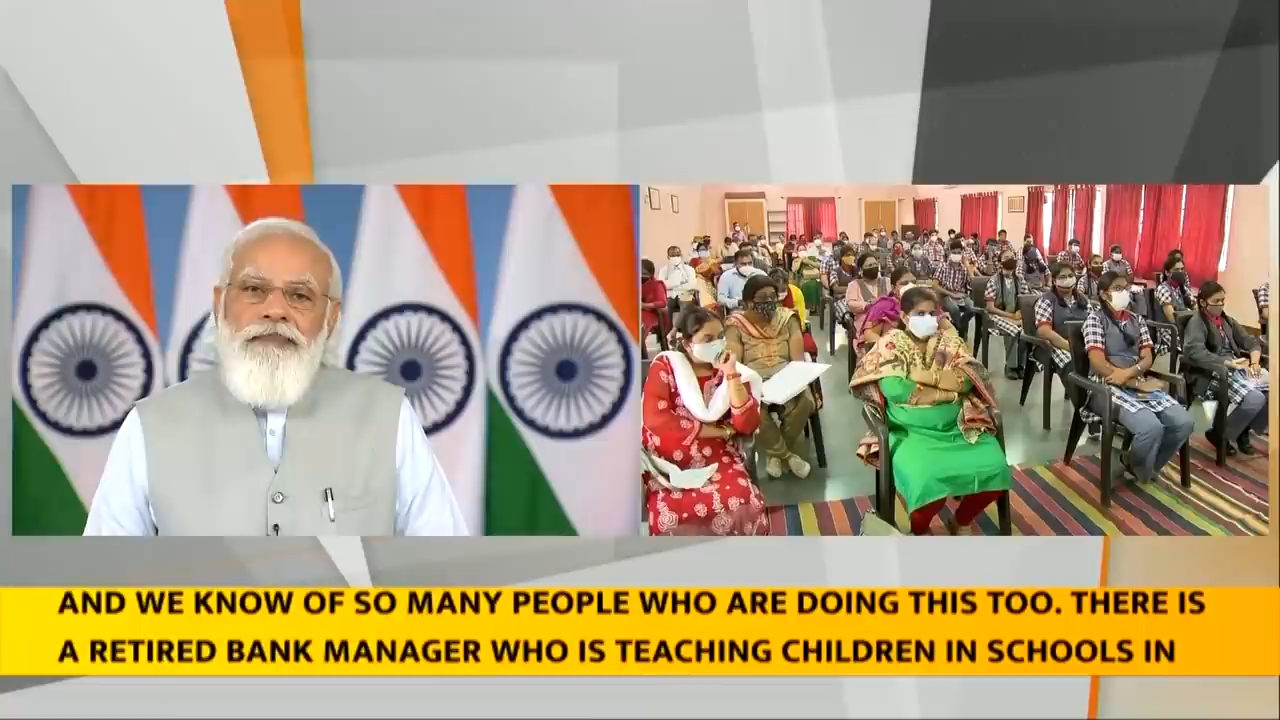 AND WE KNOW OF SO MANY PEOPLE WHO ARE DOING THIS TOO. THERE IS
A RETIRED BANK MANAGER WHO IS TEACHING CHILDREN IN SCHOOLS IN